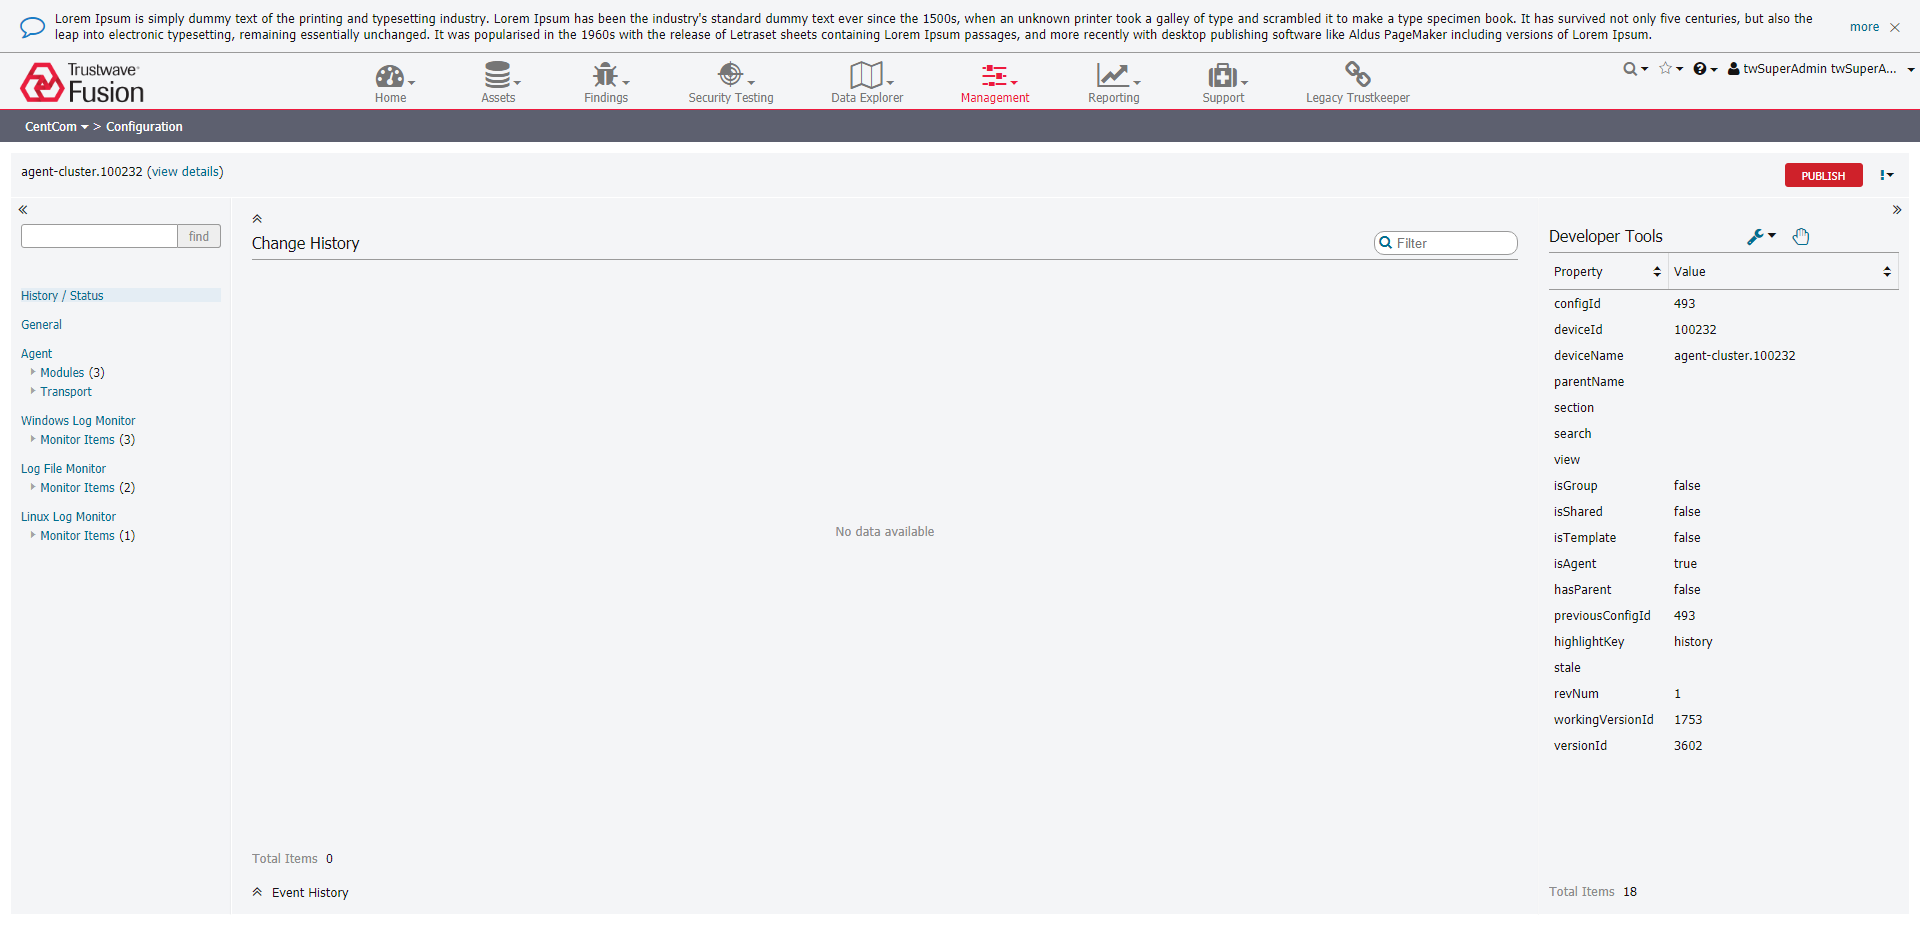 Lorem Ipsum is simply dummy text of the printing and typesetting industry. Lorem Ipsum has been the industry's standard dummy text ever since the 1500s, when an unknown printer took a galley of type and scrambled it to make a type specimen book. It has survived not only five centuries, but also the
leap into electronic typesetting, remaining essentially unchanged. It was popularised in the 1960s with the release of Letraset sheets containing Lorem Ipsum passages, and more recently with desktop publishing software like Aldus PageMaker including versions of Lorem Ipsum.
more
Trustwave
Fusion
Home
Assets
Findings
Security Testing
Data Explorer
Management
Reporting
Support
Legacy Trustkeeper
twSuperAdmin twSuperA...
CentCom > Configuration
agent-cluster.100232 (view details)
PUBLISH
find
History / Status
General
Agent
Modules (3)
Transport
Windows Log Monitor
Monitor Items (3)
Log File Monitor
Monitor Items (2)
Linux Log Monitor
Monitor Items (1)
Change History
Filter
No data available
Total Items 0
Event History
Developer Tools
Property Value
configId 493
deviceId 100232
deviceName agent-cluster.100232
parentName
section
search
view
isGroup false
isShared false
isTemplate false
isAgent true
hasParent false
previousConfigId 493
highlightKey history
stale
revNum 1
workingVersionId 1753
versionId 3602
Total Items 18